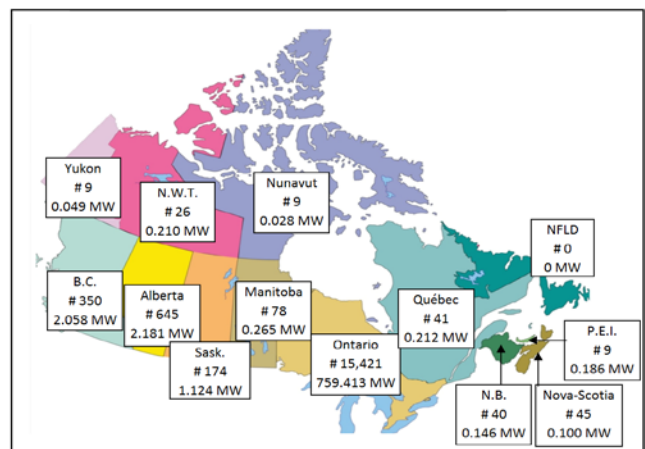 Yukon
# 9
0.049 MW
N.W.T.
# 26
0.210 MW
Nunavut
# 9
0.028 MW
NFLD
# 0
0 MW
B.C.
# 350
2.058 MW
Alberta
# 645
2.181 MW
Sask.
# 174
1.124 MW
Manitoba
# 78
0.265 MW
Ontario
# 15,421
759.413 MW
Québec
# 41
0.212 MW
P.E.I.
# 9
0.186 MW
N.B.
# 40
0.146 MW
Nova-Scotia
# 45
0.100 MW